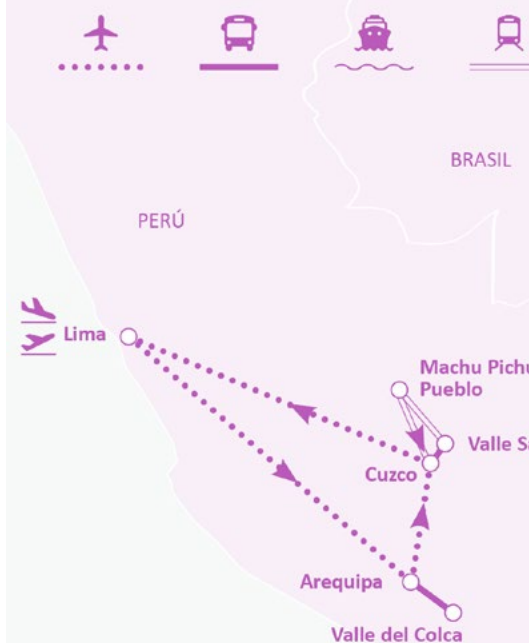 BRASIL
PERÚ
Lima
Machu Pichu
Pueblo
Valle
Cuzco
Arequipa
Valle del Colca